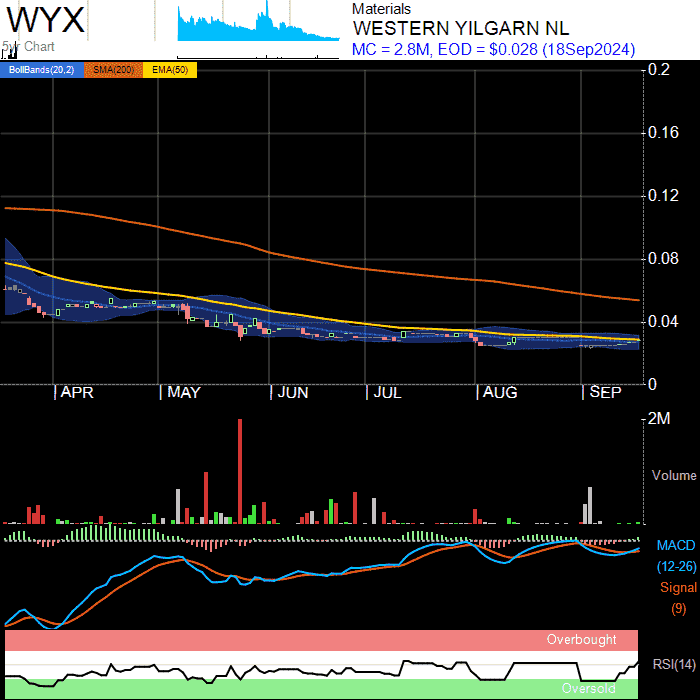 WYX
5yr Chart
Materials
WESTERN YILGARN NL
MC = 2.8M, EOD = $0.028 (18Sep2024)
BollBands(20,2) SMA(200) EMA(50)
0.2
0.16
0.12
0.08
0.04
0
APR MAY JUN JUL AUG SEP
2M
Volume
MACD
(12-26)
Signal
(9)
Overbought
RSI(14)
Oversold